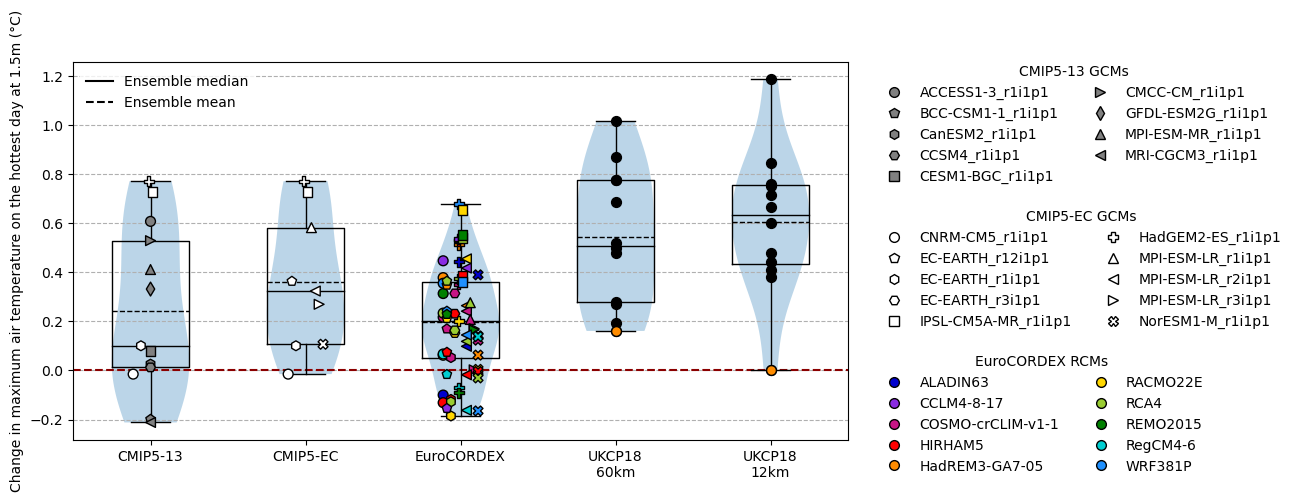 Change in maximum air temperature on the hottest day at 1.5m (°C)
1.2
1.0
0.8
0.6
0.4
0.2
0.0
−0.2
Ensemble median
Ensemble mean
CMIP5-13
CMIP5-EC
EuroCORDEX
UKCP18
60km
UKCP18
12km
CMIP5-13 GCMs
ACCESS1-3_r1i1p1
BCC-CSM1-1_r1i1p1
CanESM2_r1i1p1
CCSM4_r1i1p1
CESM1-BGC_r1i1p1
CMCC-CM_r1i1p1
GFDL-ESM2G_r1i1p1
MPI-ESM-MR_r1i1p1
MRI-CGCM3_r1i1p1
CMIP5-EC GCMs
CNRM-CM5_r1i1p1
EC-EARTH_r12i1p1
EC-EARTH_r1i1p1
EC-EARTH_r3i1p1
IPSL-CM5A-MR_r1i1p1
HadGEM2-ES_r1i1p1
MPI-ESM-LR_r1i1p1
MPI-ESM-LR_r2i1p1
MPI-ESM-LR_r3i1p1
NorESM1-M_r1i1p1
EuroCORDEX RCMs
ALADIN63
CCLM4-8-17
COSMO-crCLIM-v1-1
HIRHAM5
HadREM3-GA7-05
RACMO22E
RCA4
REMO2015
RegCM4-6
WRF381P